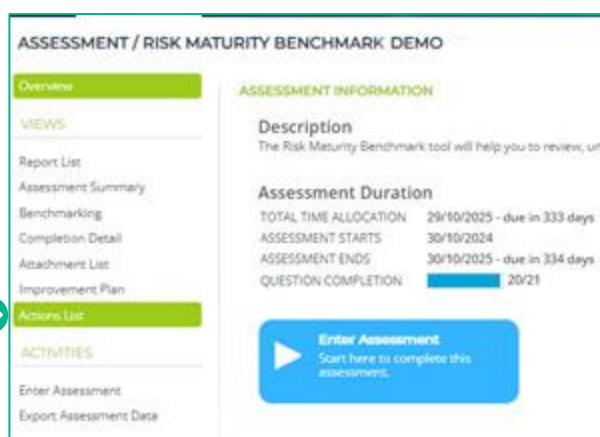 ASSESSMENT / RISK MATURITY BENCHMARK DEMO
Overview
VIEWS
Report List
Assessment Summary
Benchmarking
Completion Detail
Attachment List
Improvement Plan
Actions List
ACTIVITIES
Enter Assessment
Export Assessment Data
ASSESSMENT INFORMATION
Description
The Risk Maturity Benchmark tool will help you to review,
Assessment Duration
TOTAL TIME ALLOCATION 29/10/2025 - due in 333 days
ASSESSMENT STARTS 30/10/2024
ASSESSMENT ENDS 30/10/2025 - due in 334 days
QUESTION COMPLETION 20/21
Enter Assessment
Start here to complete this
assessment.